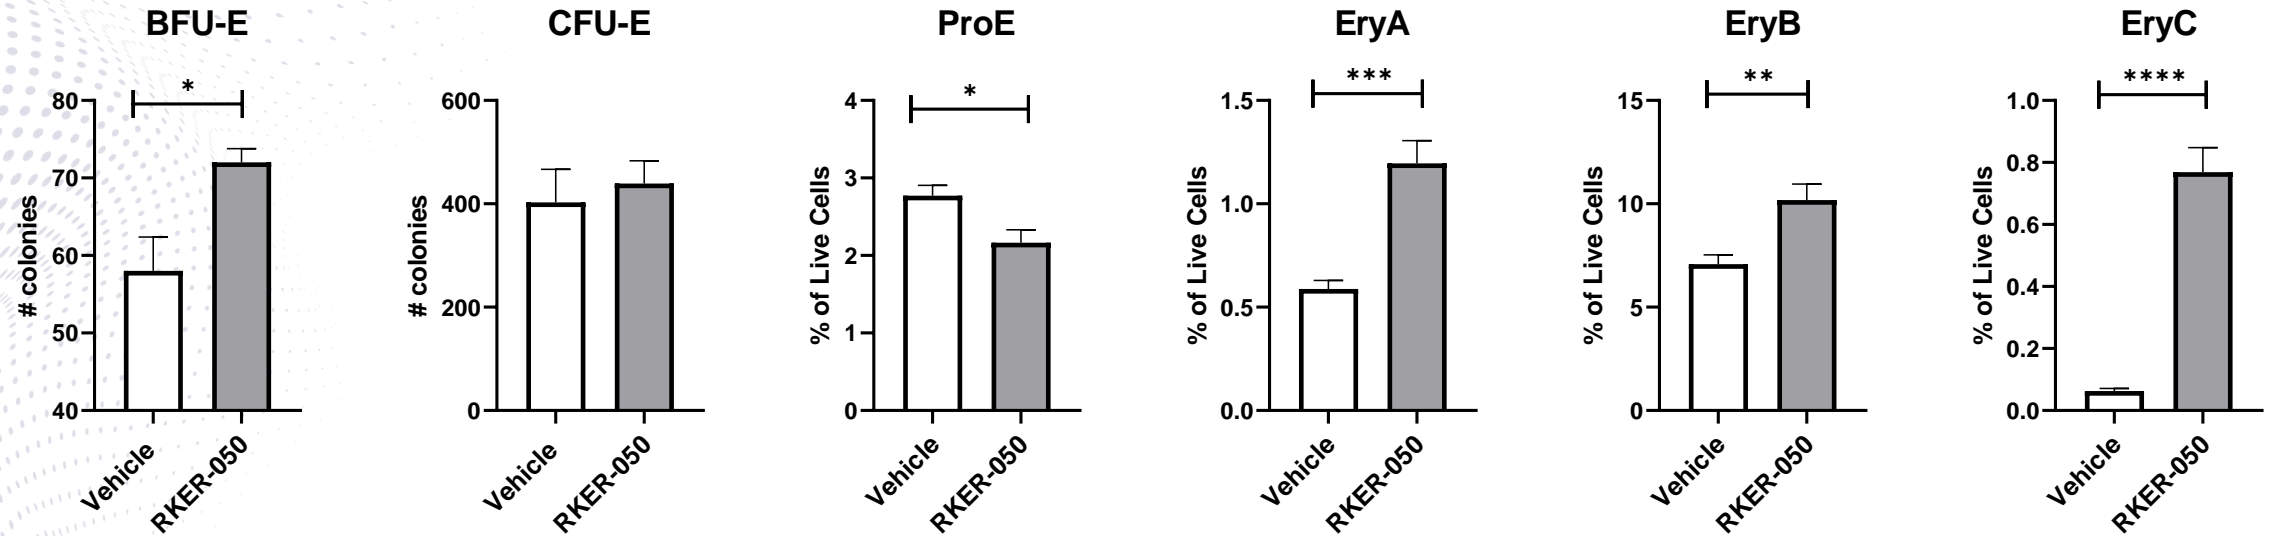 BFU-E
*
# colonies
80
70
60
50
40
Vehicle
RKER-050
CFU-E
# colonies
600
400
200
0
Vehicle
RKER-050
ProE
*
% of Live Cells
4
3
2
1
0
Vehicle
RKER-050
EryA
***
% of Live Cells
1.5
1.0
0.5
0.0
Vehicle
RKER-050
EryB
**
% of Live Cells
15
10
5
0
Vehicle
RKER-050
EryC
****
% of Live Cells
1.0
0.8
0.6
0.4
0.2
0.0
Vehicle
RKER-050